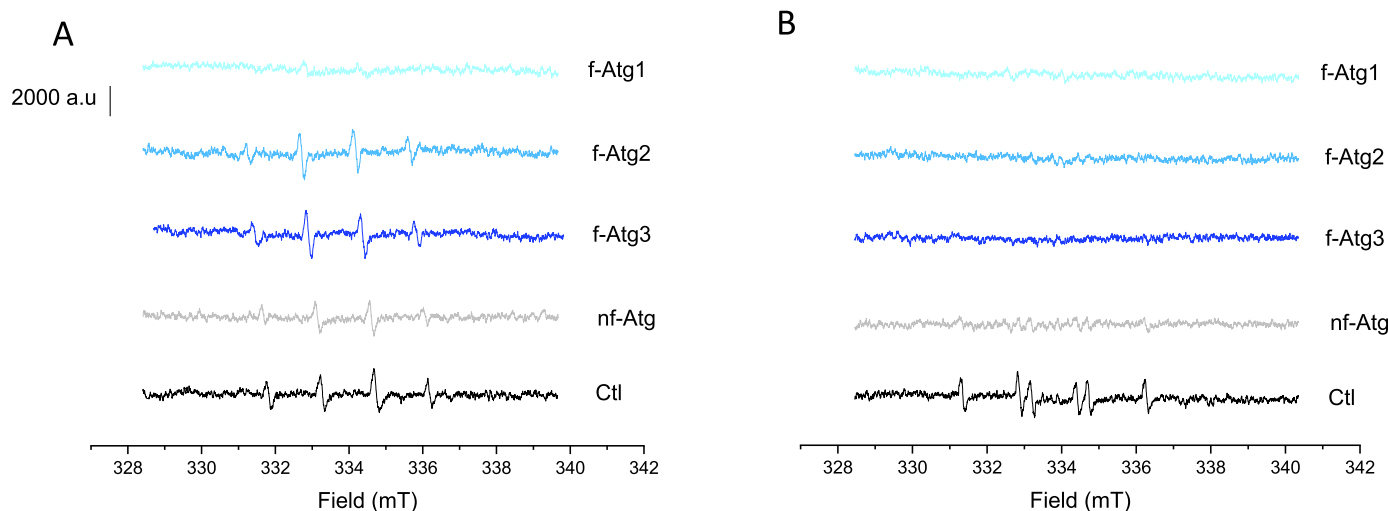 A
2000 a.u
f-Atg1
f-Atg2
f-Atg3
nf-Atg
Ctl
328 330 332 334 336 338 340 342
Field (mT)
B
f-Atg1
f-Atg2
f-Atg3
nf-Atg
Ctl
328 330 332 334 336 338 340 342
Field (mT)